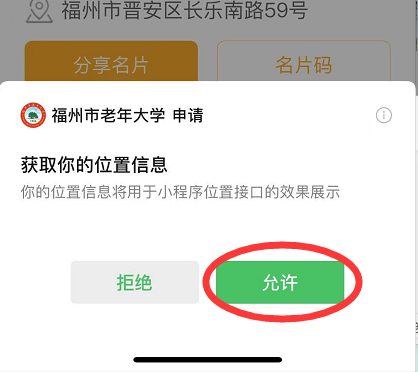 福州市晋安区长乐南路59号
分享名片
名片码
福州市老年大学 申请
获取你的位置信息
你的位置信息将用于小程序位置接口的效果展示
拒绝
允许